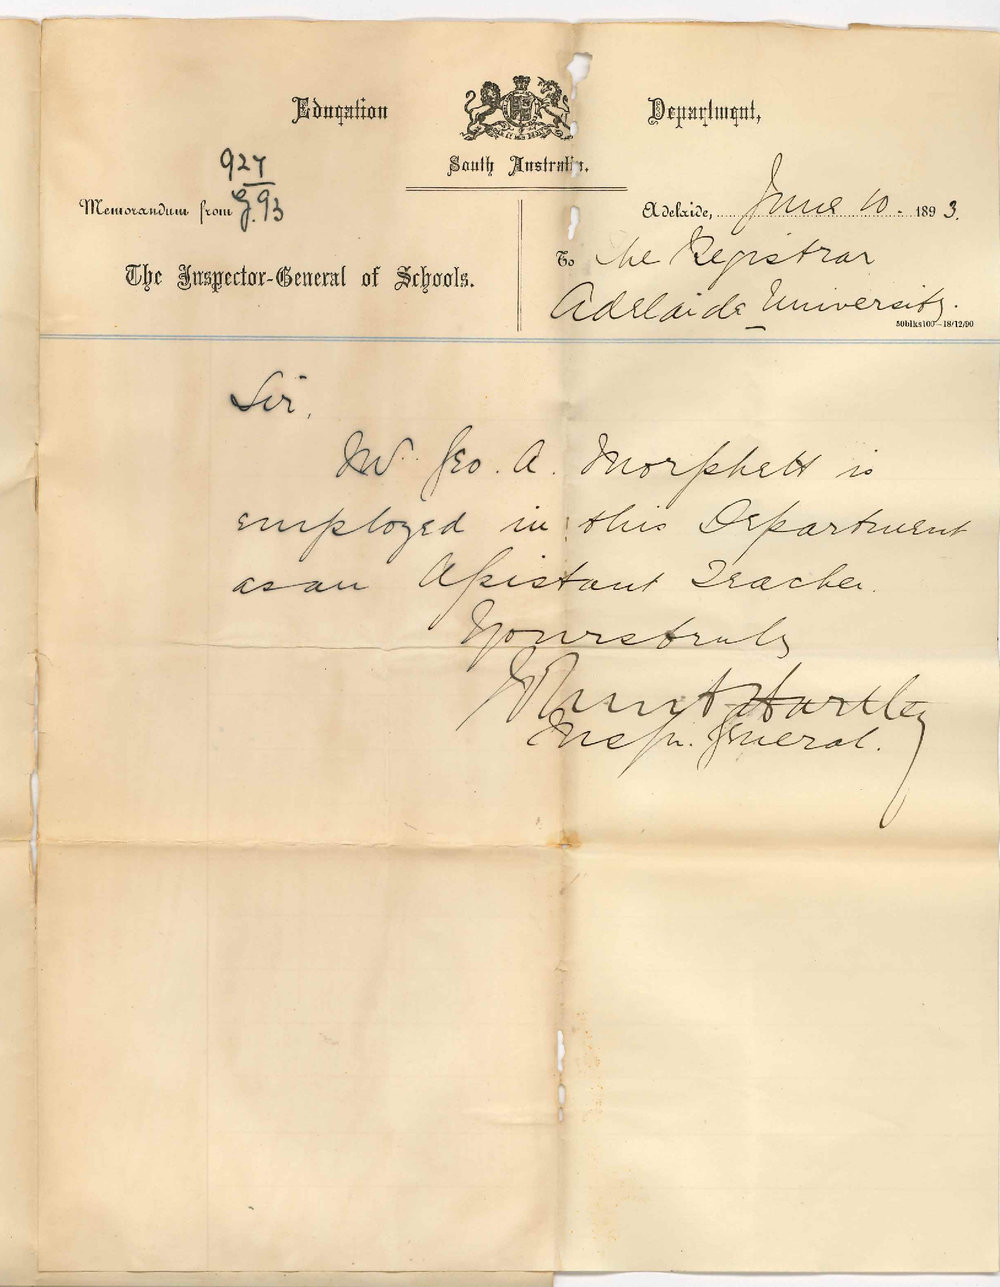 Education Department,
South Australia.
927
Memorandum from G.93
Adelaide, June 10. 1893.
The Inspector-General of Schools.
To The Registrar
Adelaide University.
50blks100—18/12/90
Sir,
Mr Geo. A. Morphett is
employed in this Department
as an Assistant Teacher.
Yours truly
Hartley
Inspr. General.